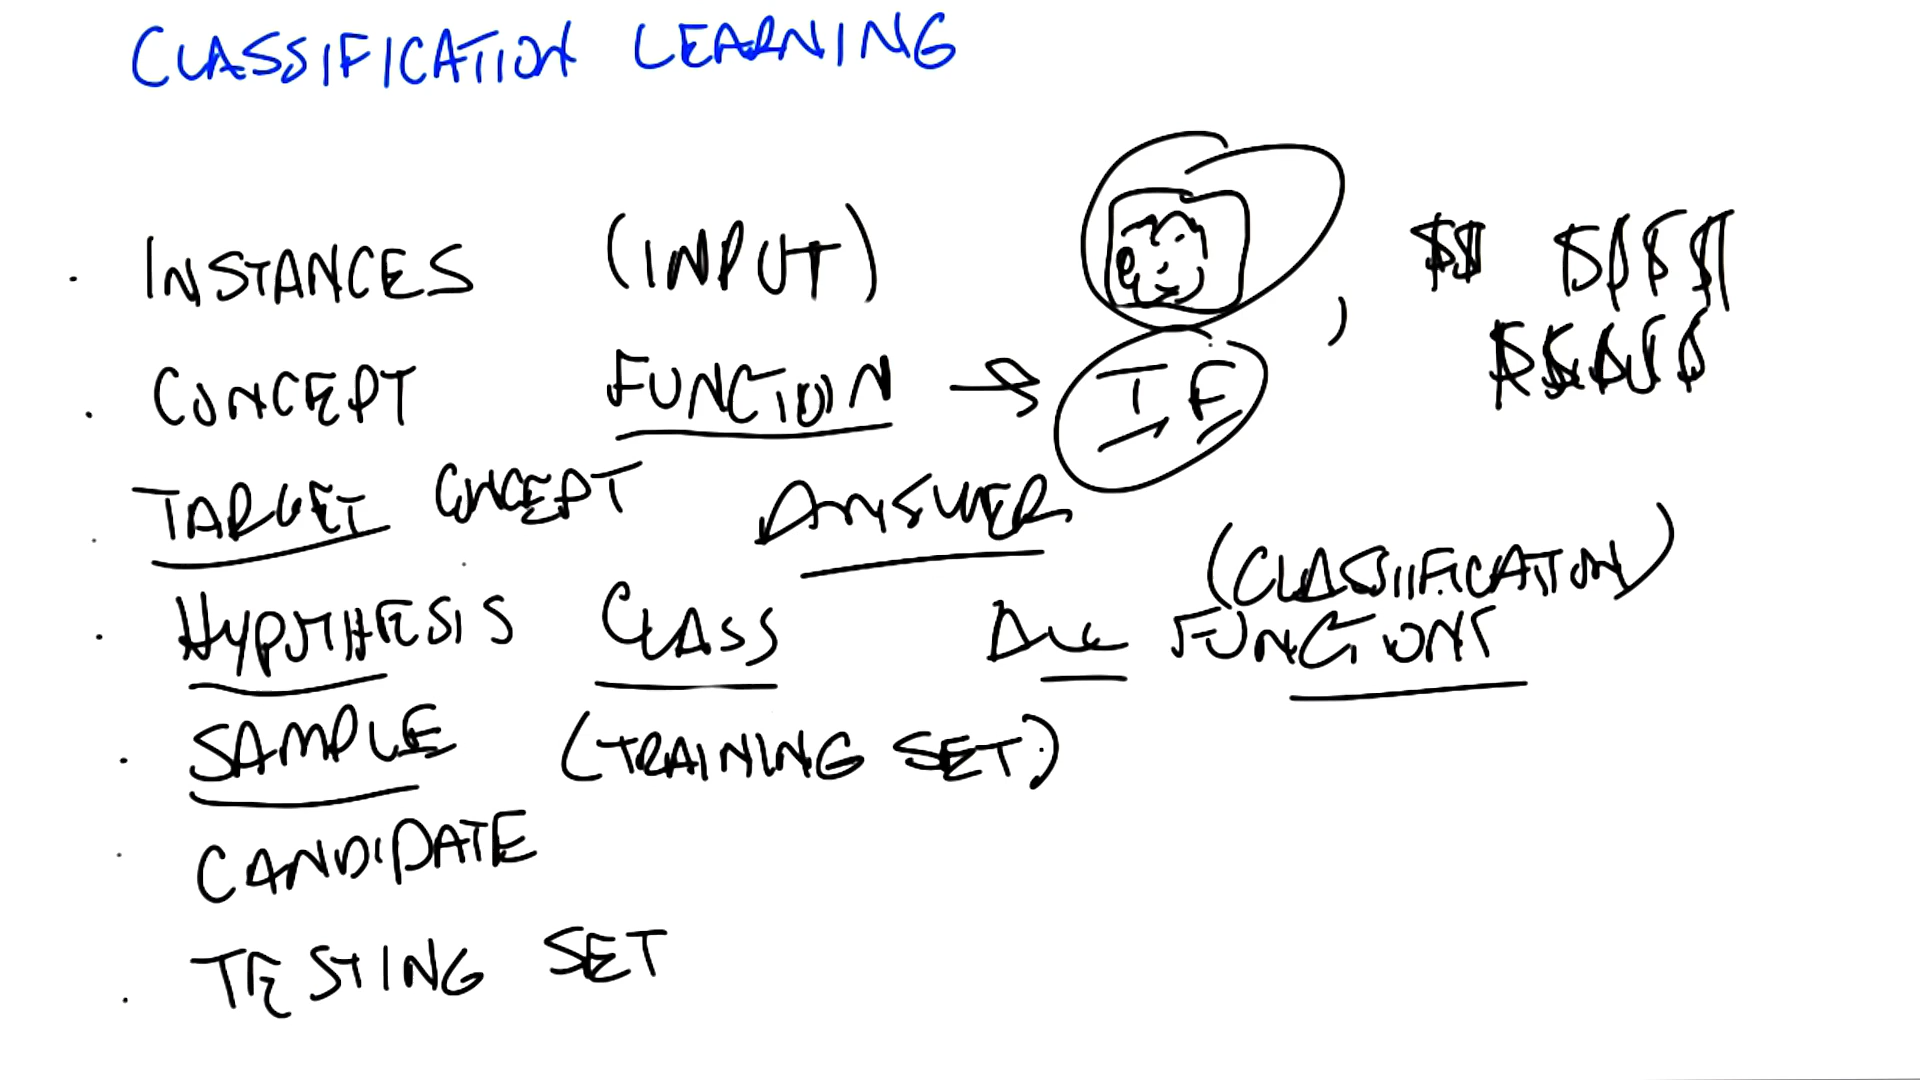 CLASSIFICATION LEARNING
INSTANCES (INPUT) , $$ $$$$
$$$$$
CONCEPT FUNCTION → T F
TARGET CONCEPT ANSWER
(CLASSIIFICATION)
HYPOTHESIS CLASS ALL FUNCTIONS
SAMPLE (TRAINING SET)
CANDIDATE
TESTING SET